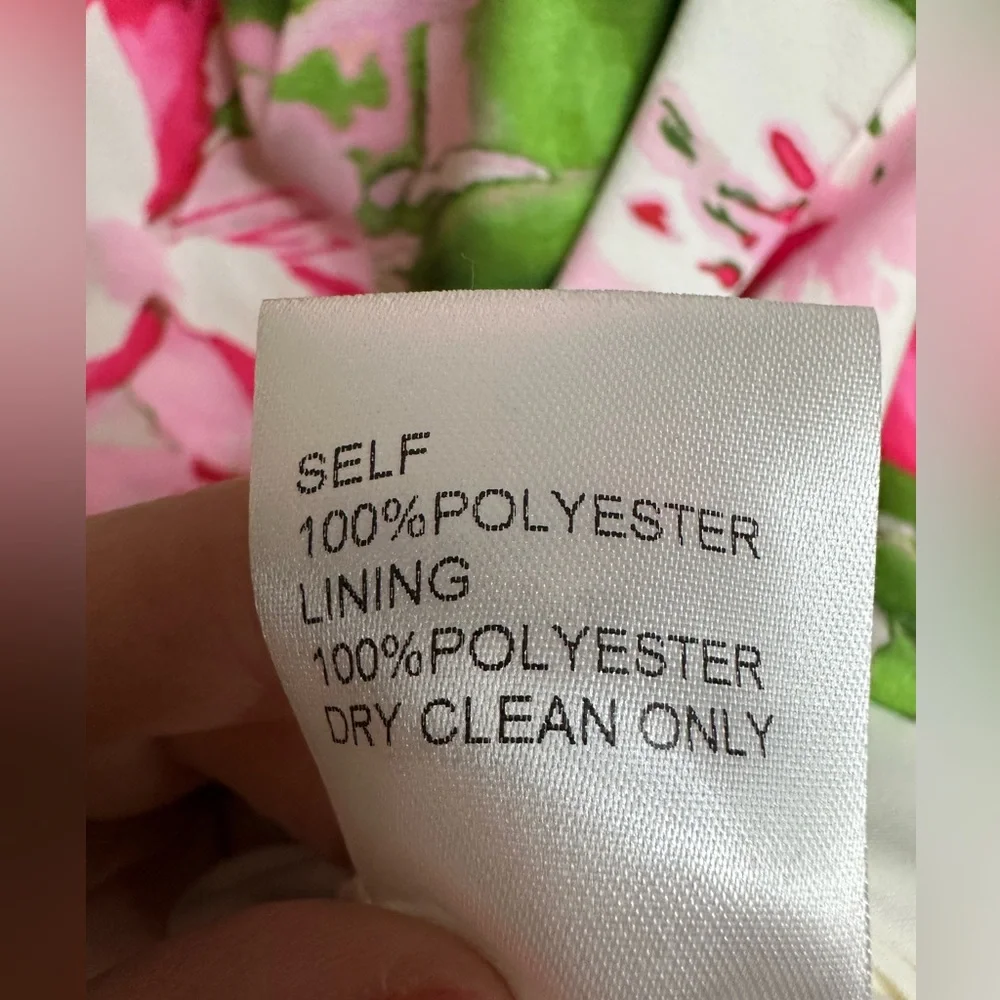 SELF
100%POLYESTER
LINING
100%POLYESTER
DRY CLEAN ONLY